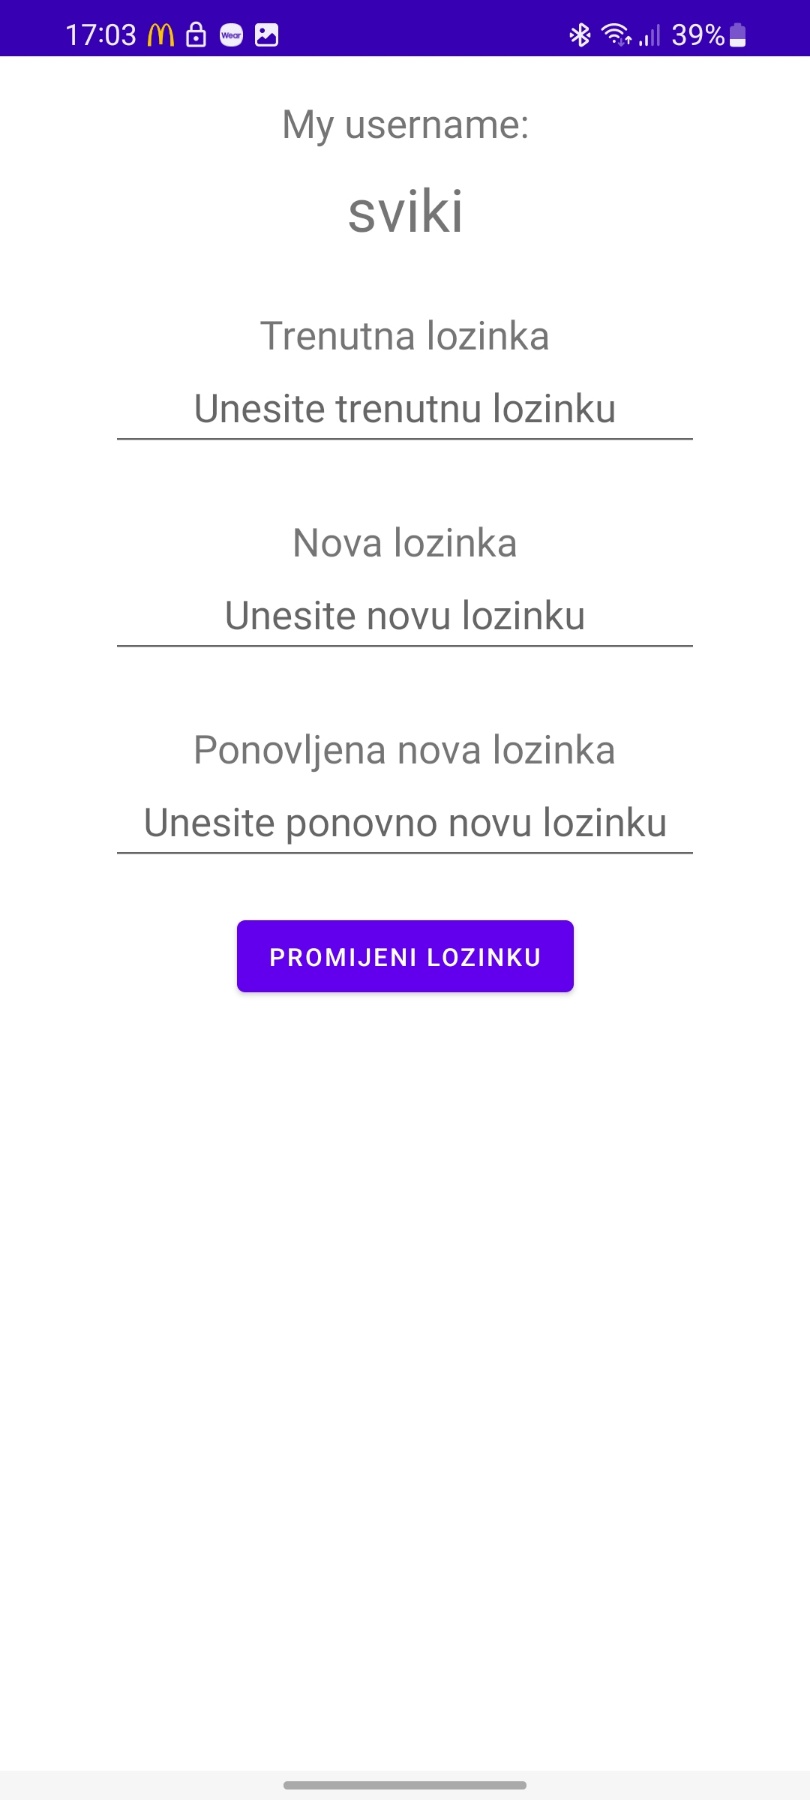 17:03 Wear 39%
My username:
sviki
Trenutna lozinka
Unesite trenutnu lozinku
Nova lozinka
Unesite novu lozinku
Ponovljena nova lozinka
Unesite ponovno novu lozinku
PROMIJENI LOZINKU